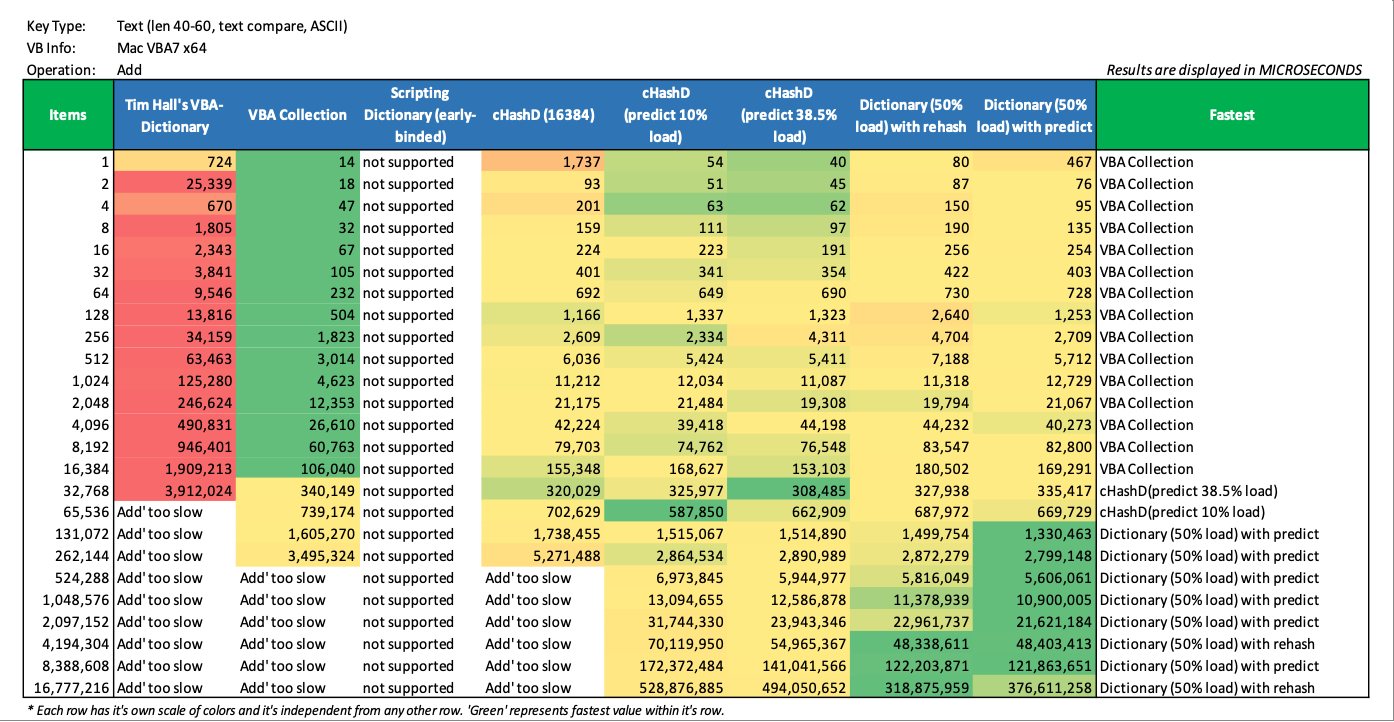 Key Type: Text (len 40-60, text compare, ASCII)
VB Info: Mac VBA7 x64
Operation: Add
Results are displayed in MICROSECONDS
Items Tim Hall's VBA-Dictionary VBA Collection Scripting Dictionary (early-binded) cHashD (16384) cHashD (predict 10% load) cHashD (predict 38.5% load) Dictionary (50% load) with rehash Dictionary (50% load) with predict Fastest
1 724 14 not supported 1,737 54 40 80 467 VBA Collection
2 25,339 18 not supported 93 51 45 87 76 VBA Collection
4 670 47 not supported 201 63 62 150 95 VBA Collection
8 1,805 32 not supported 159 111 97 190 135 VBA Collection
16 2,343 67 not supported 224 223 191 256 254 VBA Collection
32 3,841 105 not supported 401 341 354 422 403 VBA Collection
64 9,546 232 not supported 692 649 690 730 728 VBA Collection
128 13,816 504 not supported 1,166 1,337 1,323 2,640 1,253 VBA Collection
256 34,159 1,823 not supported 2,609 2,334 4,311 4,704 2,709 VBA Collection
512 63,463 3,014 not supported 6,036 5,424 5,411 7,188 5,712 VBA Collection
1,024 125,280 4,623 not supported 11,212 12,034 11,087 11,318 12,729 VBA Collection
2,048 246,624 12,353 not supported 21,175 21,484 19,308 19,794 21,067 VBA Collection
4,096 490,831 26,610 not supported 42,224 39,418 44,198 44,232 40,273 VBA Collection
8,192 946,401 60,763 not supported 79,703 74,762 76,548 83,547 82,800 VBA Collection
16,384 1,909,213 106,040 not supported 155,348 168,627 153,103 180,502 169,291 VBA Collection
32,768 3,912,024 340,149 not supported 320,029 325,977 308,485 327,938 335,417 cHashD(predict 38.5% load)
65,536 Add' too slow 739,174 not supported 702,629 587,850 662,909 687,972 669,729 cHashD(predict 10% load)
131,072 Add' too slow 1,605,270 not supported 1,738,455 1,515,067 1,514,890 1,499,754 1,330,463 Dictionary (50% load) with predict
262,144 Add' too slow 3,495,324 not supported 5,271,488 2,864,534 2,890,989 2,872,279 2,799,148 Dictionary (50% load) with predict
524,288 Add' too slow Add' too slow not supported Add' too slow 6,973,845 5,944,977 5,816,049 5,606,061 Dictionary (50% load) with predict
1,048,576 Add' too slow Add' too slow not supported Add' too slow 13,094,655 12,586,878 11,378,939 10,900,005 Dictionary (50% load) with predict
2,097,152 Add' too slow Add' too slow not supported Add' too slow 31,744,330 23,943,346 22,961,737 21,621,184 Dictionary (50% load) with predict
4,194,304 Add' too slow Add' too slow not supported Add' too slow 70,119,950 54,965,367 48,338,611 48,403,413 Dictionary (50% load) with rehash
8,388,608 Add' too slow Add' too slow not supported Add' too slow 172,372,484 141,041,566 122,203,871 121,863,651 Dictionary (50% load) with predict
16,777,216 Add' too slow Add' too slow not supported Add' too slow 528,876,885 494,050,652 318,875,959 376,611,258 Dictionary (50% load) with rehash
* Each row has it's own scale of colors and it's independent from any other row. 'Green' represents fastest value within it's row.